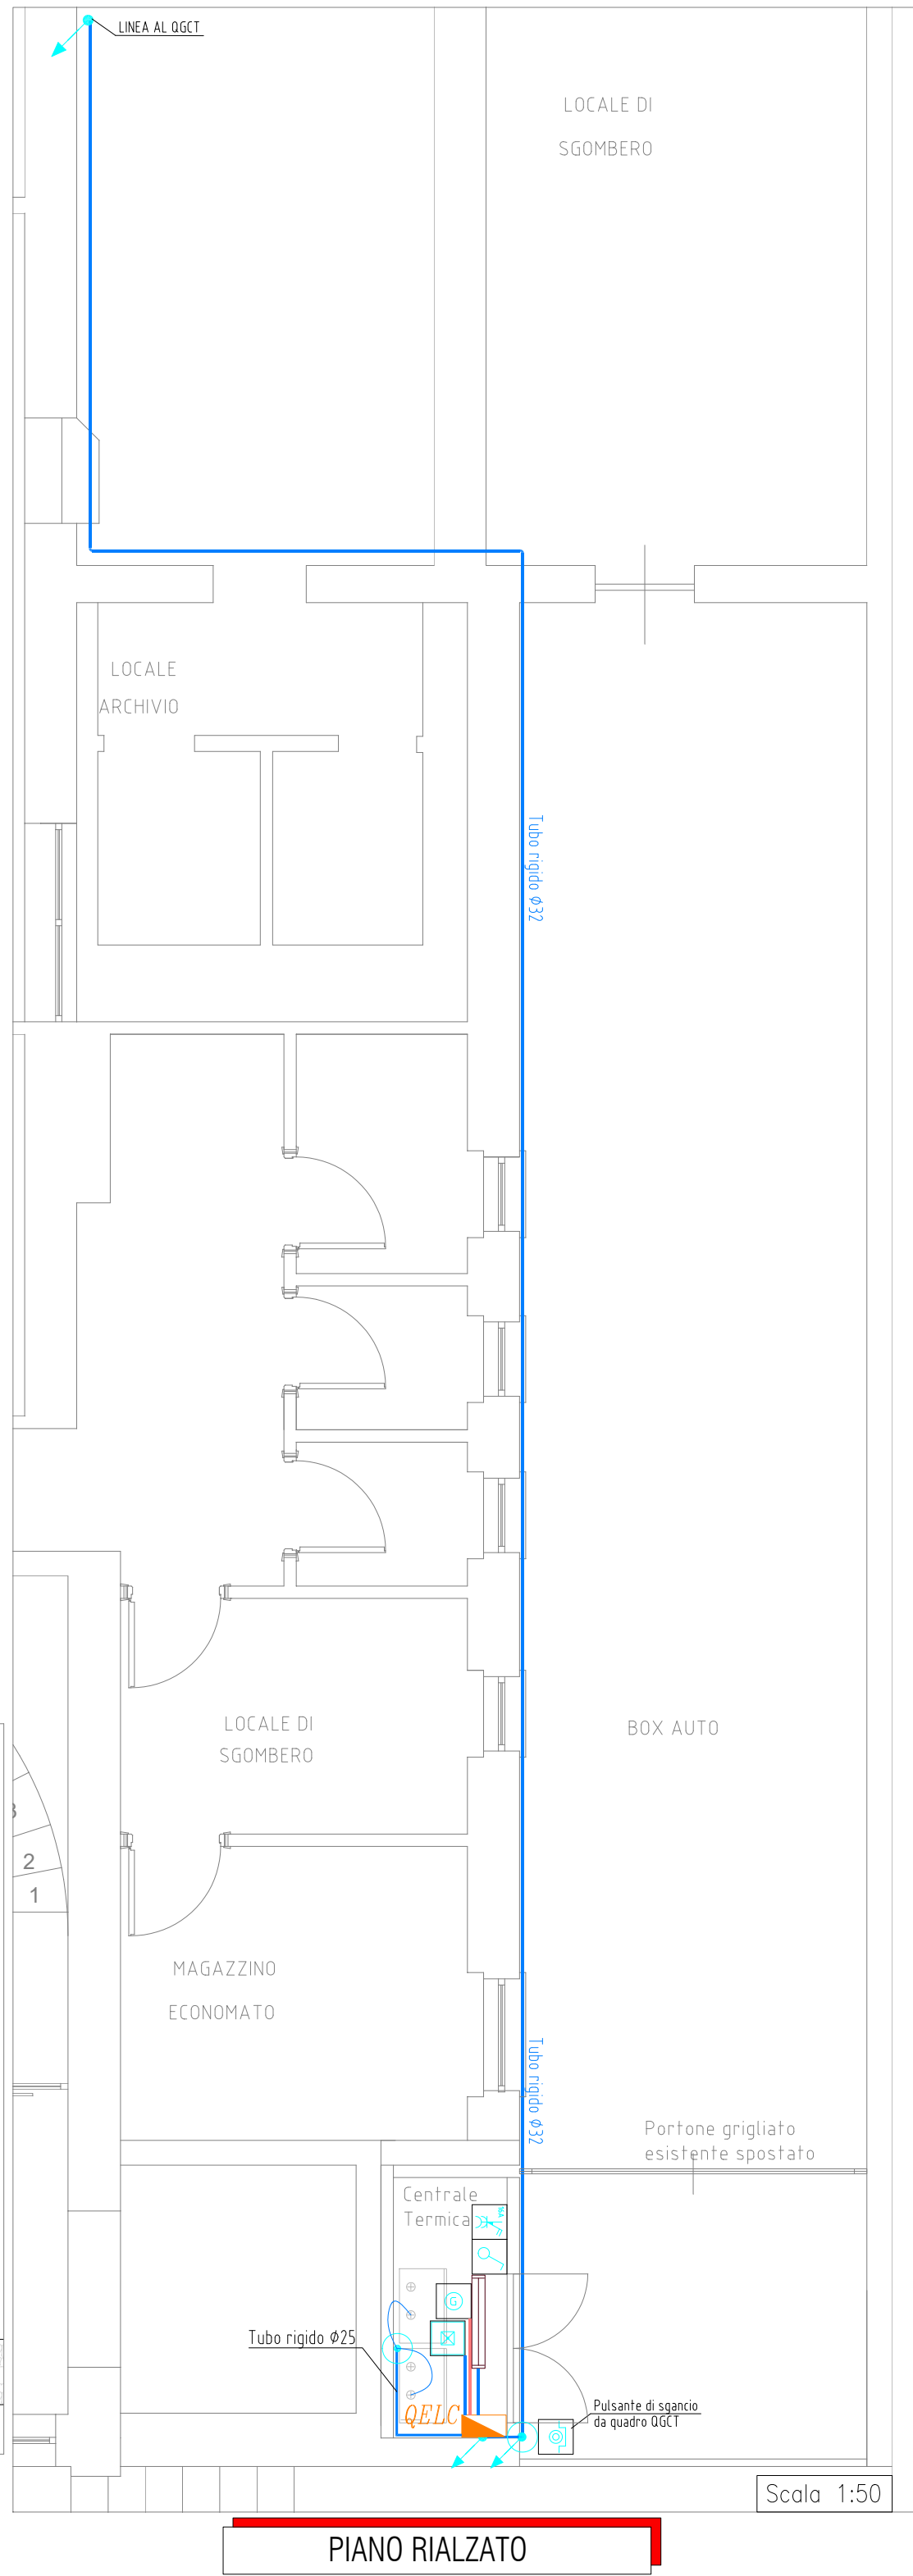 LINEA AL QGCT
LOCALE DI
SGOMBERO
LOCALE
ARCHIVIO
Tubo rigido Ø32
LOCALE DI
SGOMBERO
BOX AUTO
3
2
1
MAGAZZINO
ECONOMATO
Tubo rigido Ø32
Portone grigliato
esistente spostato
Centrale
Termica
16A
G
Tubo rigido Ø25
QELC
Pulsante di sgancio
da quadro QGCT
Scala 1:50
PIANO RIALZATO